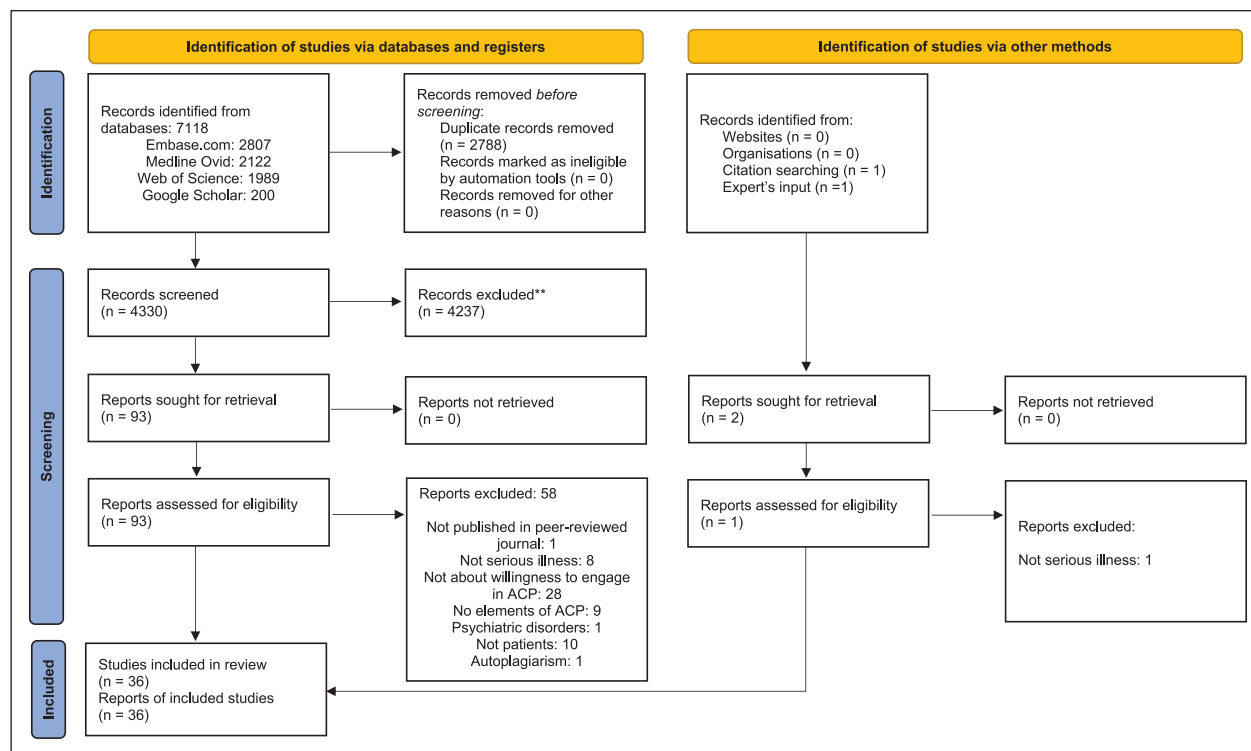 Identification of studies via databases and registers
Identification of studies via other methods
Identification
Records identified from
databases: 7118
Embase.com: 2807
Medline Ovid: 2122
Web of Science: 1989
Google Scholar: 200
Records removed before
screening:
Duplicate records removed
(n = 2788)
Records marked as ineligible
by automation tools (n = 0)
Records removed for other
reasons (n = 0)
Records identified from:
Websites (n = 0)
Organisations (n = 0)
Citation searching (n = 1)
Expert's input (n =1)
Screening
Records screened
(n = 4330)
Records excluded**
(n = 4237)
Reports sought for retrieval
(n = 93)
Reports not retrieved
(n = 0)
Reports sought for retrieval
(n = 2)
Reports not retrieved
(n = 0)
Reports assessed for eligibility
(n = 93)
Reports excluded: 58
Not published in peer-reviewed
journal: 1
Not serious illness: 8
Not about willingness to engage
in ACP: 28
No elements of ACP: 9
Psychiatric disorders: 1
Not patients: 10
Autoplagiarism: 1
Reports assessed for eligibility
(n = 1)
Reports excluded:
Not serious illness: 1
Included
Studies included in review
(n = 36)
Reports of included studies
(n = 36)